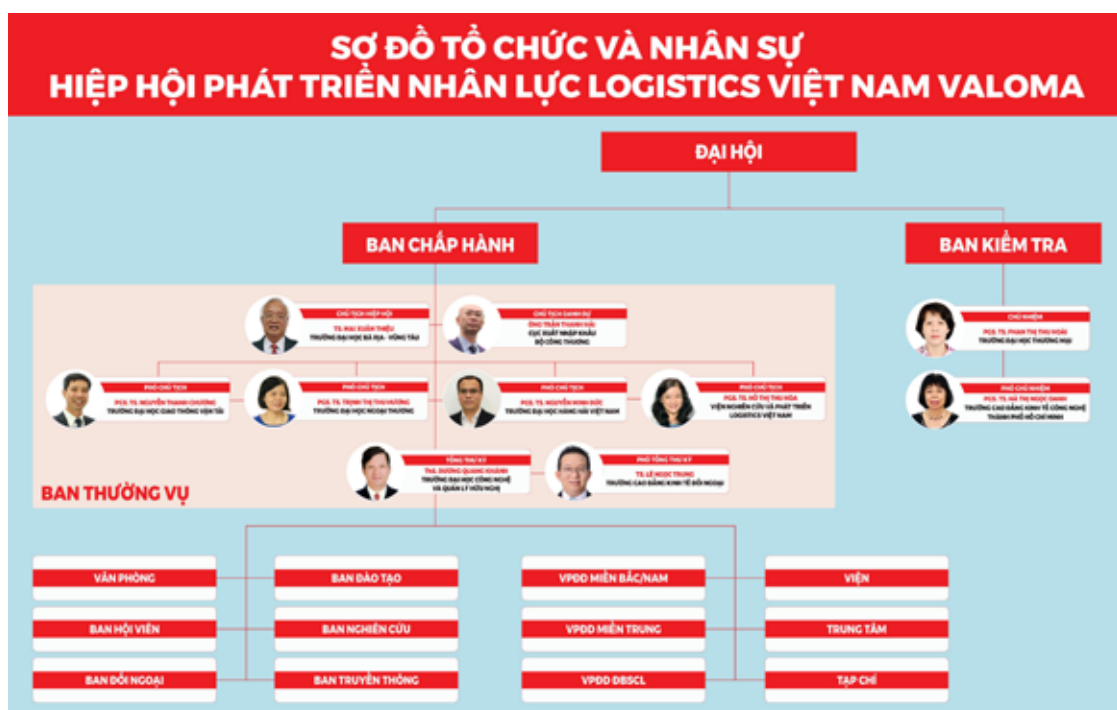 SƠ ĐỒ TỔ CHỨC VÀ NHÂN SỰ
HIỆP HỘI PHÁT TRIỂN NHÂN LỰC LOGISTICS VIỆT NAM VALOMA
ĐẠI HỘI
BAN CHẤP HÀNH
BAN KIỂM TRA
CHỦ TỊCH HIỆP HỘI
TS. MAI XUÂN THIỆU
TRƯỜNG ĐẠI HỌC BÀ RỊA - VŨNG TÀU
CHỦ TỊCH DANH DỰ
ÔNG TRẦN THANH HẢI
CỤC XUẤT NHẬP KHẨU
BỘ CÔNG THƯƠNG
CHỦ NHIỆM
PGS. TS. PHAN THỊ THU HOÀI
TRƯỜNG ĐẠI HỌC THƯƠNG MẠI
PHÓ CHỦ TỊCH
PGS. TS. NGUYỄN THANH CHƯƠNG
TRƯỜNG ĐẠI HỌC GIAO THÔNG VẬN TẢI
PHÓ CHỦ TỊCH
PGS. TS. TRỊNH THỊ THU HƯƠNG
TRƯỜNG ĐẠI HỌC NGOẠI THƯƠNG
PHÓ CHỦ TỊCH
PGS. TS. NGUYỄN MINH ĐỨC
TRƯỜNG ĐẠI HỌC HÀNG HẢI VIỆT NAM
PHÓ CHỦ TỊCH
PGS. TS. HỒ THỊ THU HÒA
VIỆN NGHIÊN CỨU VÀ PHÁT TRIỂN
LOGISTICS VIỆT NAM
PHÓ CHỦ NHIỆM
PGS. TS. HÀ THỊ NGỌC OANH
TRƯỜNG CAO ĐẲNG KINH TẾ CÔNG NGHỆ
THÀNH PHỐ HỒ CHÍ MINH
TỔNG THƯ KÝ
ThS. DƯƠNG QUANG KHÁNH
TRƯỜNG ĐẠI HỌC CÔNG NGHỆ
VÀ QUẢN LÝ HỮU NGHỊ
PHÓ TỔNG THƯ KÝ
TS. LÊ NGỌC TRUNG
TRƯỜNG CAO ĐẲNG KINH TẾ ĐỐI NGOẠI
BAN THƯỜNG VỤ
VĂN PHÒNG
BAN ĐÀO TẠO
VPĐD MIỀN BẮC/NAM
VIỆN
BAN HỘI VIÊN
BAN NGHIÊN CỨU
VPĐD MIỀN TRUNG
TRUNG TÂM
BAN ĐỐI NGOẠI
BAN TRUYỀN THÔNG
VPĐD ĐBSCL
TẠP CHÍ